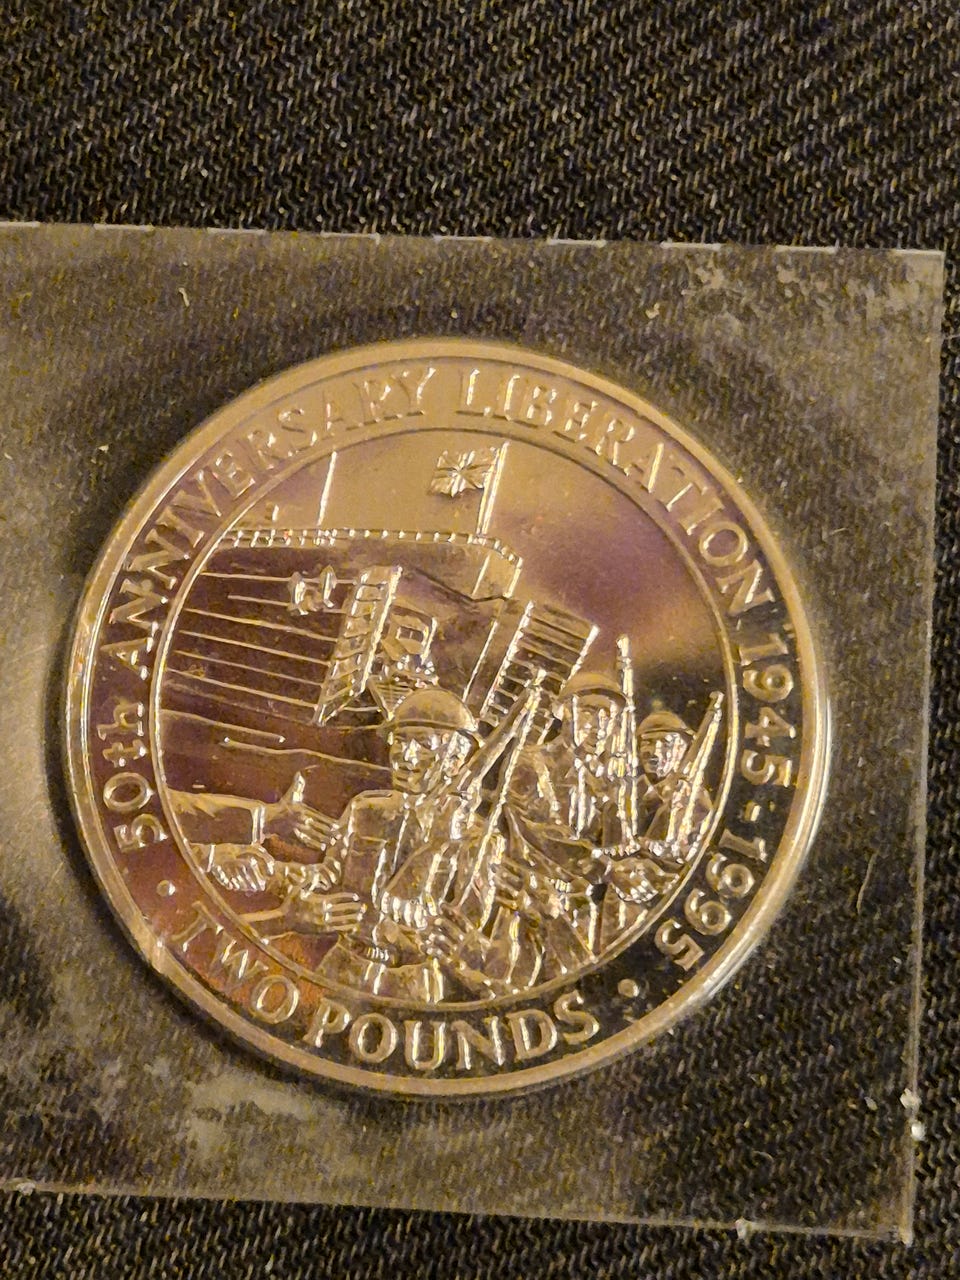 50th ANNIVERSARY LIBERATION 1945-1995
• TWO POUNDS •